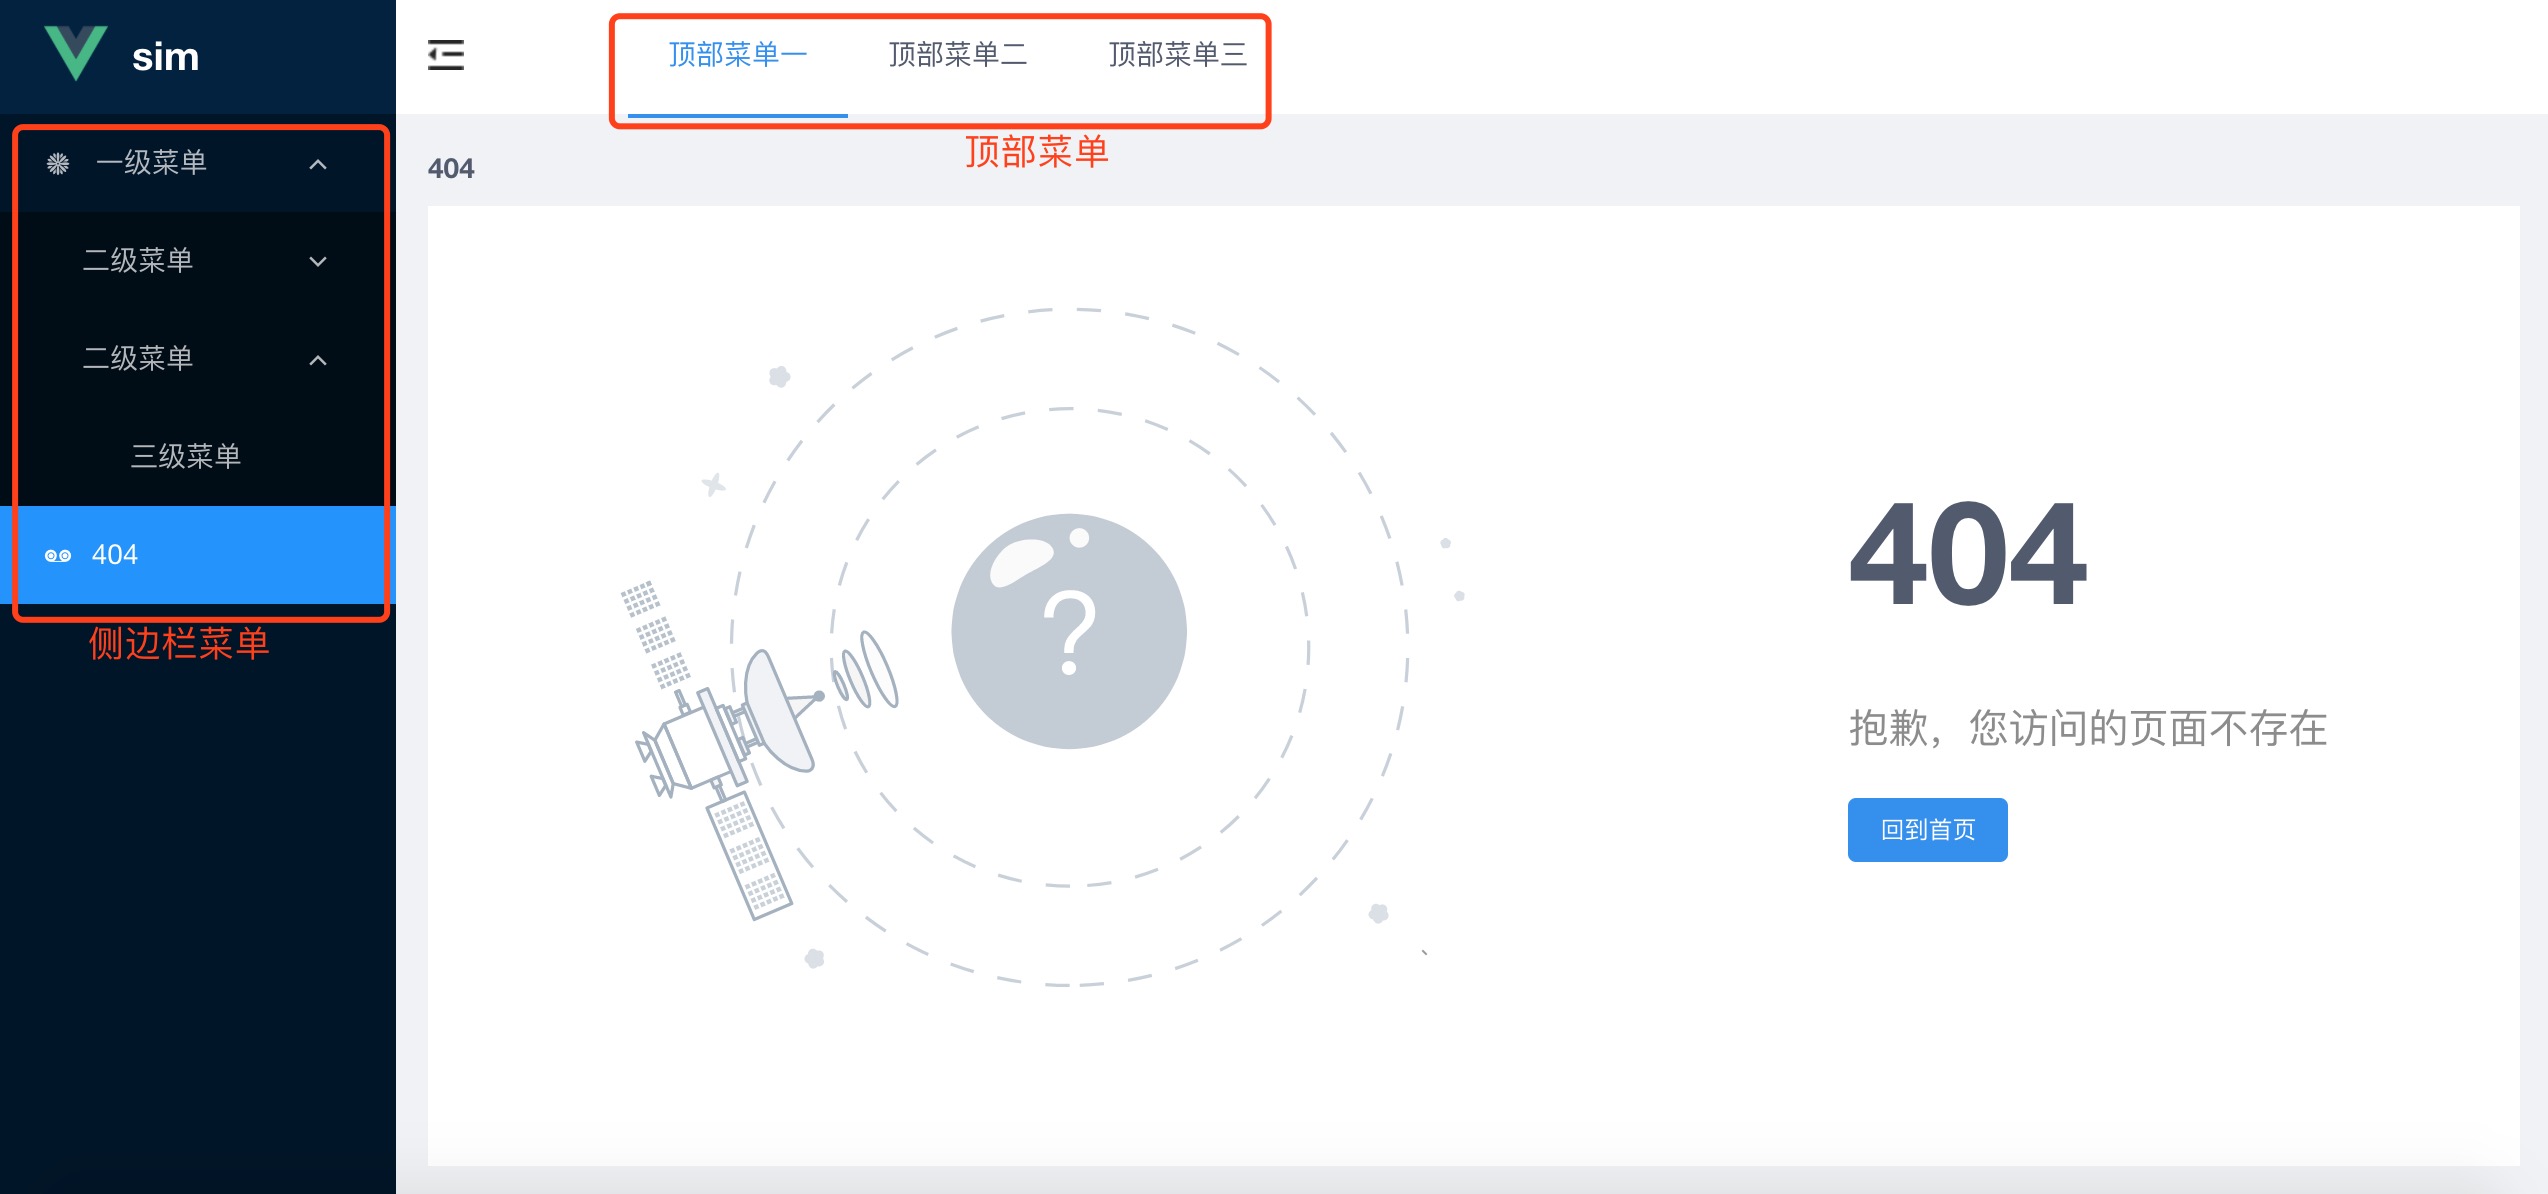 sim
顶部菜单一 顶部菜单二 顶部菜单三
顶部菜单
一级菜单
二级菜单
二级菜单
三级菜单
404
侧边栏菜单
404
?
404
抱歉，您访问的页面不存在
回到首页